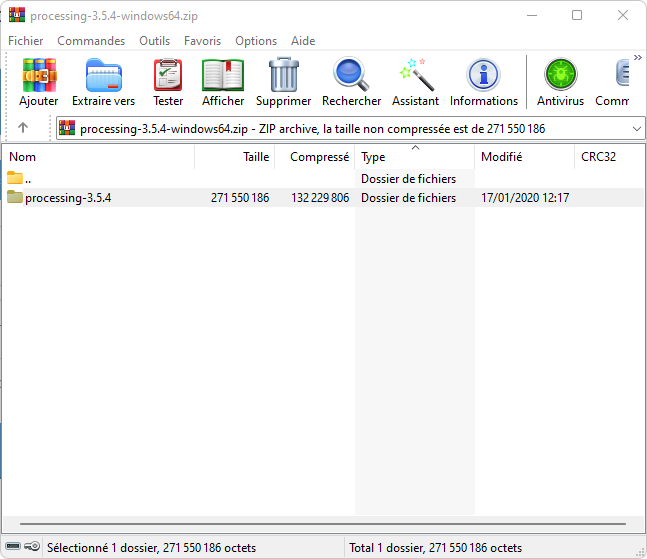 processing-3.5.4-windows64.zip
Fichier Commandes Outils Favoris Options Aide
Ajouter Extraire vers Tester Afficher Supprimer Rechercher Assistant Informations Antivirus Comm
processing-3.5.4-windows64.zip - ZIP archive, la taille non compressée est de 271 550 186
Nom Taille Compressé Type Modifié CRC32
.. Dossier de fichiers
processing-3.5.4 271 550 186 132 229 806 Dossier de fichiers 17/01/2020 12:17
Sélectionné 1 dossier, 271 550 186 octets Total 1 dossier, 271 550 186 octets